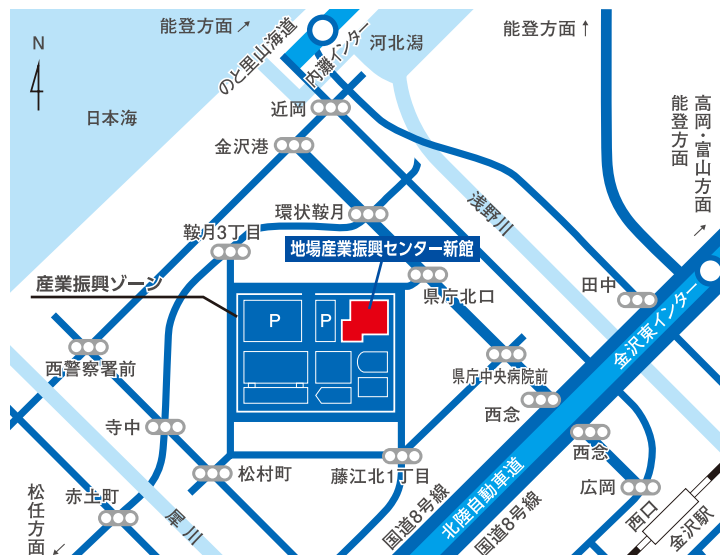 能登方面
のと里山海道
内灘インター
河北潟
能登方面
N
日本海
近岡
金沢港
高岡・富山方面
能登方面
浅野川
環状鞍月
鞍月3丁目
地場産業振興センター新館
産業振興ゾーン
県庁北口
田中
P
P
金沢東インター
西警察署前
県庁中央病院前
西念
寺中
西念
松村町
藤江北1丁目
広岡
北陸自動車道
国道8号線
国道8号線
西口
金沢駅
赤土町
犀川
松任方面